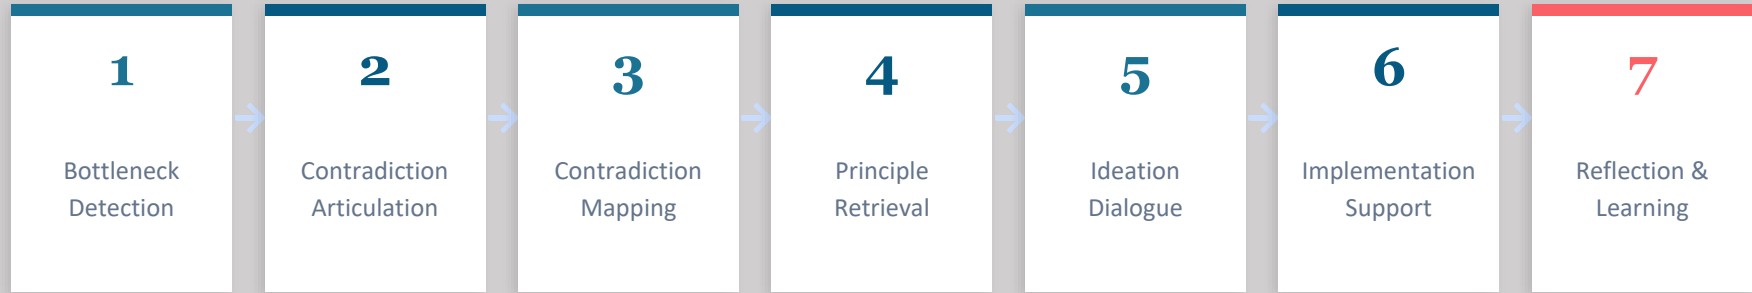 1
Bottleneck
Detection
2
Contradiction
Articulation
3
Contradiction
Mapping
4
Principle
Retrieval
5
Ideation
Dialogue
6
Implementation
Support
7
Reflection &
Learning